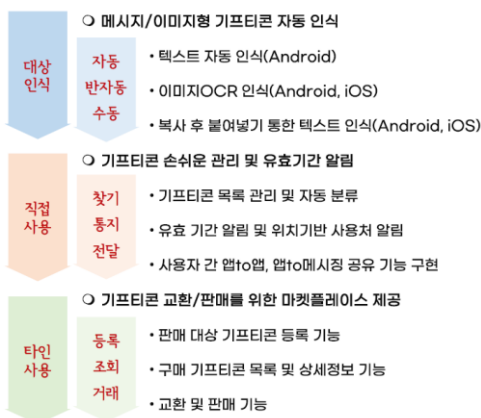 ❍ 메시지/이미지형 기프티콘 자동 인식
대상
인식
자동
반자동
수동
• 텍스트 자동 인식(Android)
• 이미지OCR 인식(Android, iOS)
• 복사 후 붙여넣기 통한 텍스트 인식(Android, iOS)
❍ 기프티콘 손쉬운 관리 및 유효기간 알림
직접
사용
찾기
통지
전달
• 기프티콘 목록 관리 및 자동 분류
• 유효 기간 알림 및 위치기반 사용처 알림
• 사용자 간 앱to앱, 앱to메시징 공유 기능 구현
❍ 기프티콘 교환/판매를 위한 마켓플레이스 제공
타인
사용
등록
조회
거래
• 판매 대상 기프티콘 등록 기능
• 구매 기프티콘 목록 및 상세정보 기능
• 교환 및 판매 기능